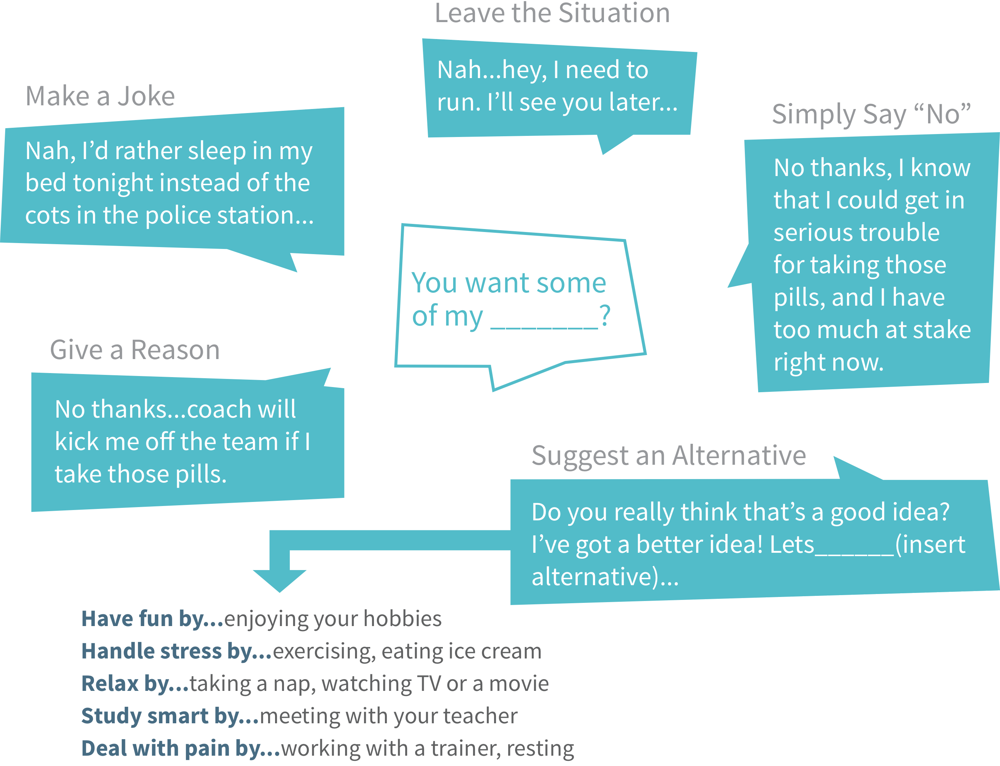 Leave the Situation
Nah...hey, I need to
run. I’ll see you later...
Make a Joke
Nah, I’d rather sleep in my
bed tonight instead of the
cots in the police station...
Simply Say “No”
No thanks, I know
that I could get in
serious trouble
for taking those
pills, and I have
too much at stake
right now.
You want some
of my _______?
Give a Reason
No thanks...coach will
kick me off the team if I
take those pills.
Suggest an Alternative
Do you really think that’s a good idea?
I’ve got a better idea! Lets______(insert
alternative)...
Have fun by...enjoying your hobbies
Handle stress by...exercising, eating ice cream
Relax by...taking a nap, watching TV or a movie
Study smart by...meeting with your teacher
Deal with pain by...working with a trainer, resting